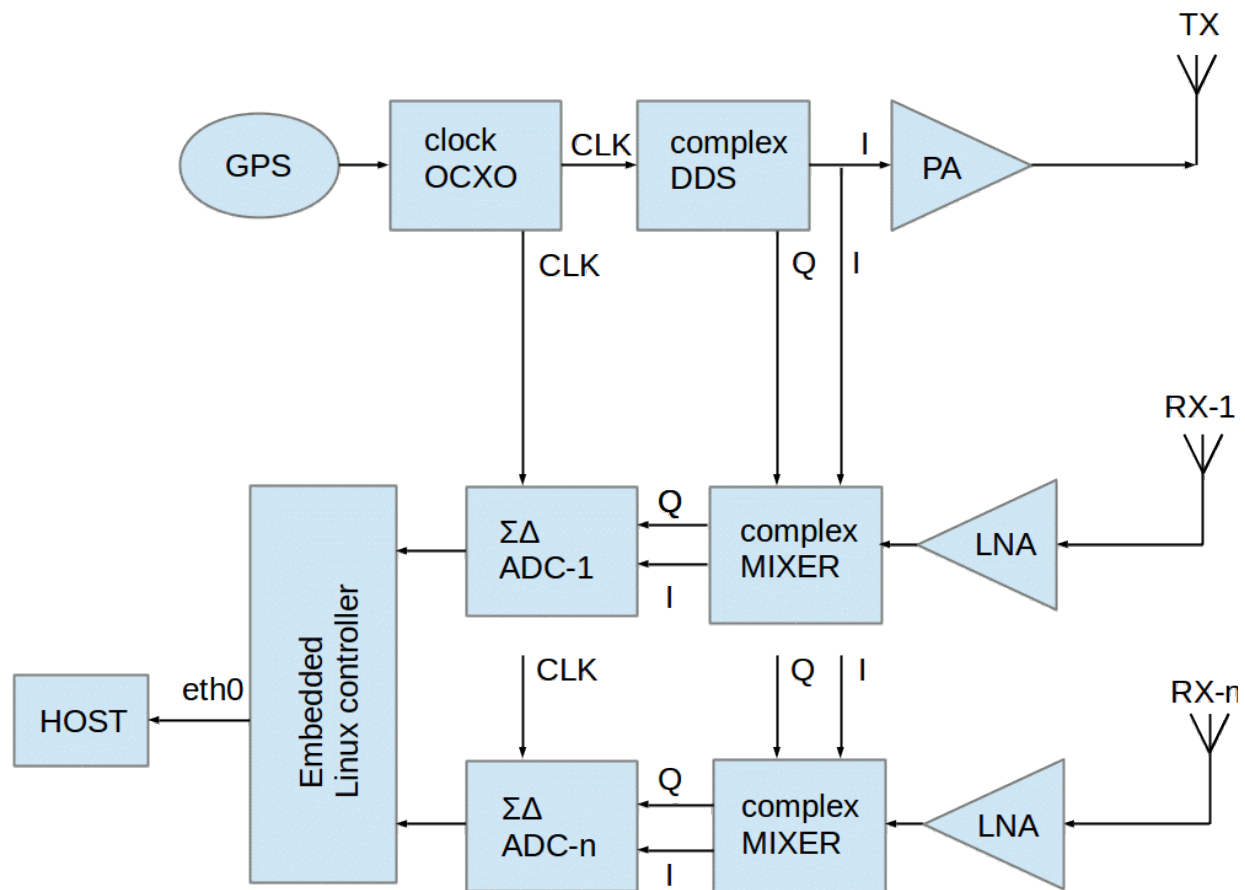 TX
GPS
clock
OCXO
CLK
complex
DDS
I
PA
CLK
Q
I
RX-1
ΣΔ
ADC-1
Q
I
complex
MIXER
LNA
Embedded
Linux controller
CLK
Q
I
RX-n
HOST
eth0
ΣΔ
ADC-n
Q
I
complex
MIXER
LNA